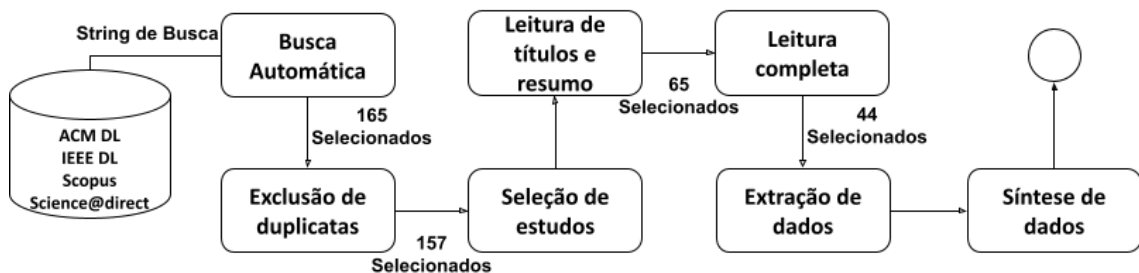 String de Busca
ACM DL
IEEE DL
Scopus
Science@direct
Busca
Automática
165
Selecionados
Exclusão de
duplicatas
157
Selecionados
Seleção de
estudos
Leitura de
títulos e
resumo
65
Selecionados
Leitura
completa
44
Selecionados
Extração de
dados
Síntese de
dados